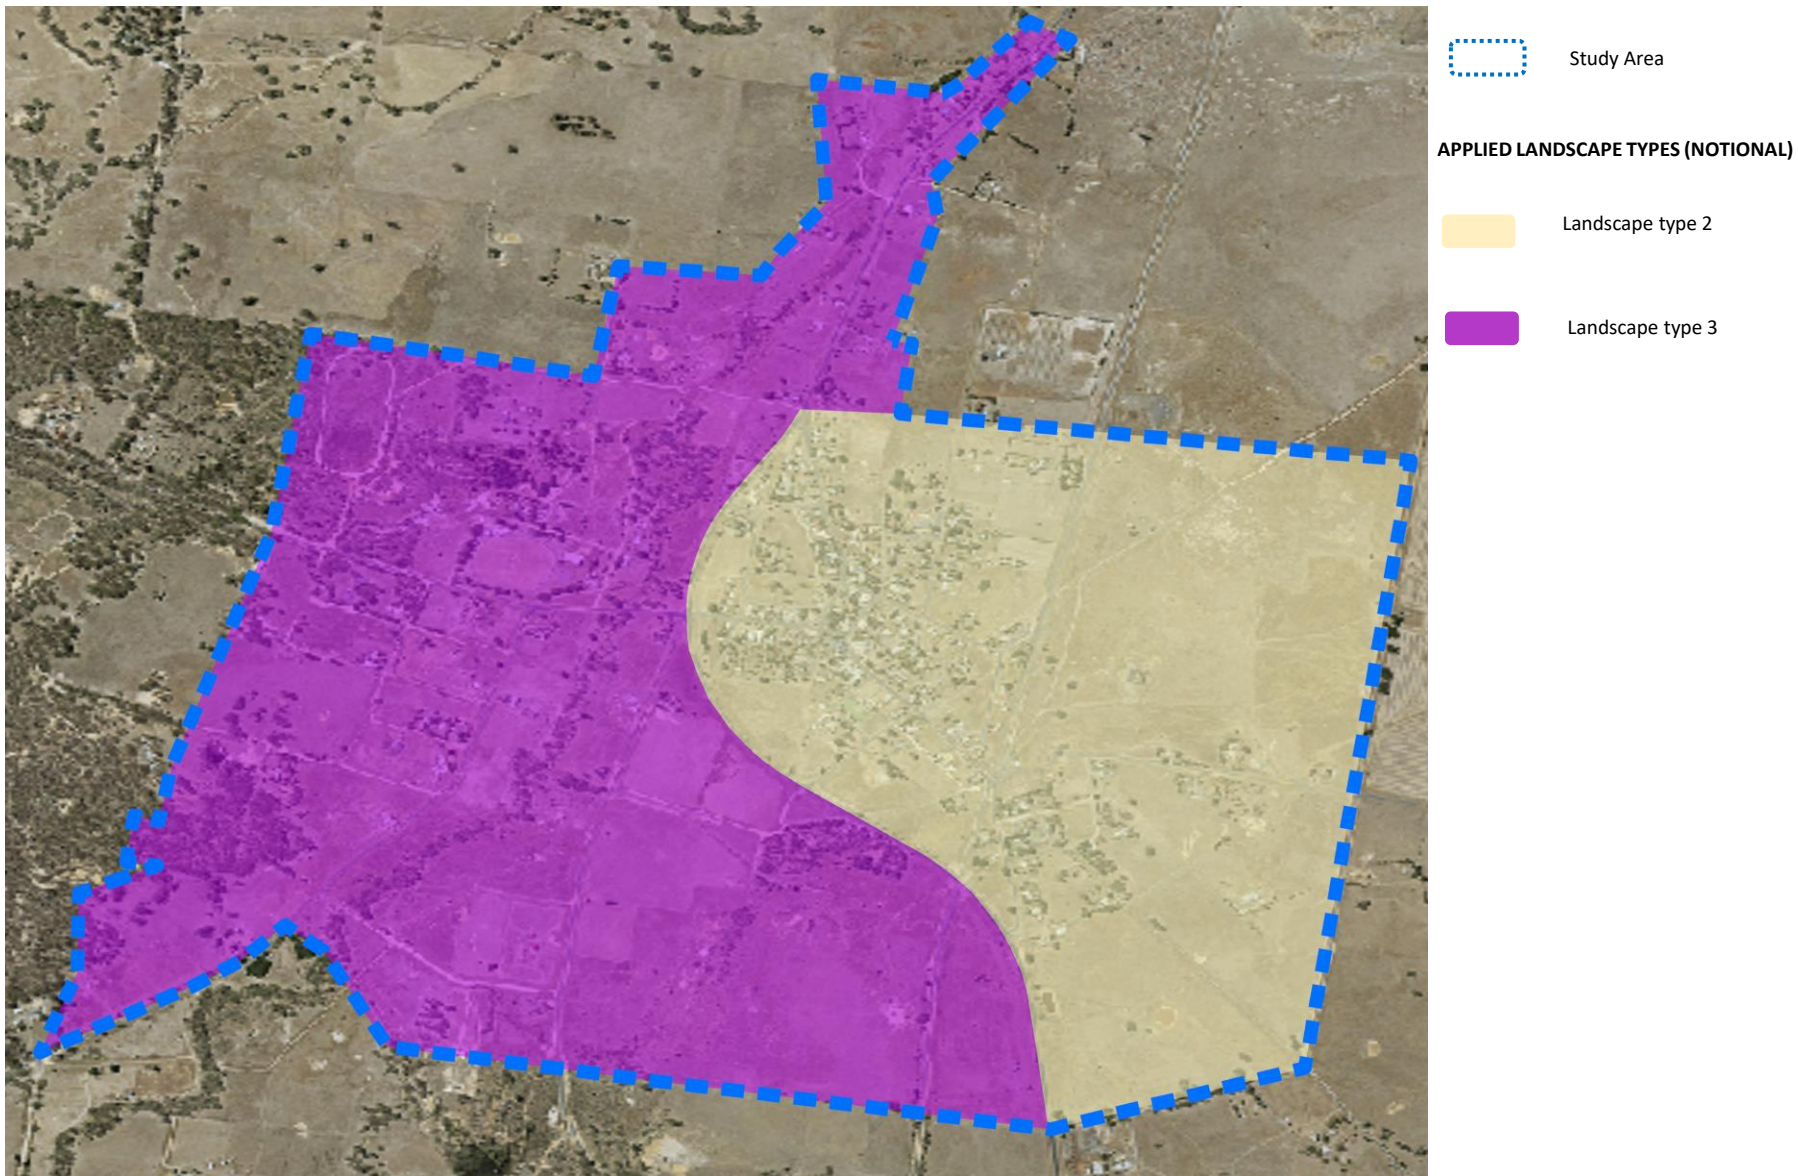 Study Area
APPLIED LANDSCAPE TYPES (NOTIONAL)
Landscape type 2
Landscape type 3